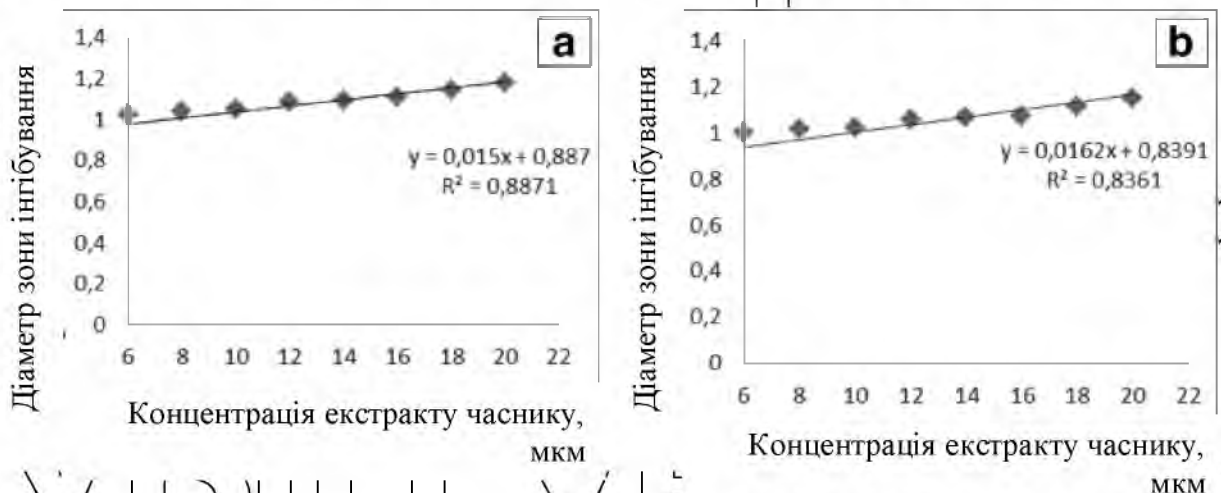 a
Діаметр зони інгібування
1,4
1,2
1
0,8
0,6
0,4
0,2
0
y = 0,015x + 0,887
R² = 0,8871
6 8 10 12 14 16 18 20 22
Концентрація екстракту часнику,
мкм
b
Діаметр зони інгібування
1,4
1,2
1
0,8
0,6
0,4
0,2
0
y = 0,0162x + 0,8391
R² = 0,8361
6 8 10 12 14 16 18 20 22
Концентрація екстракту часнику,
мкм